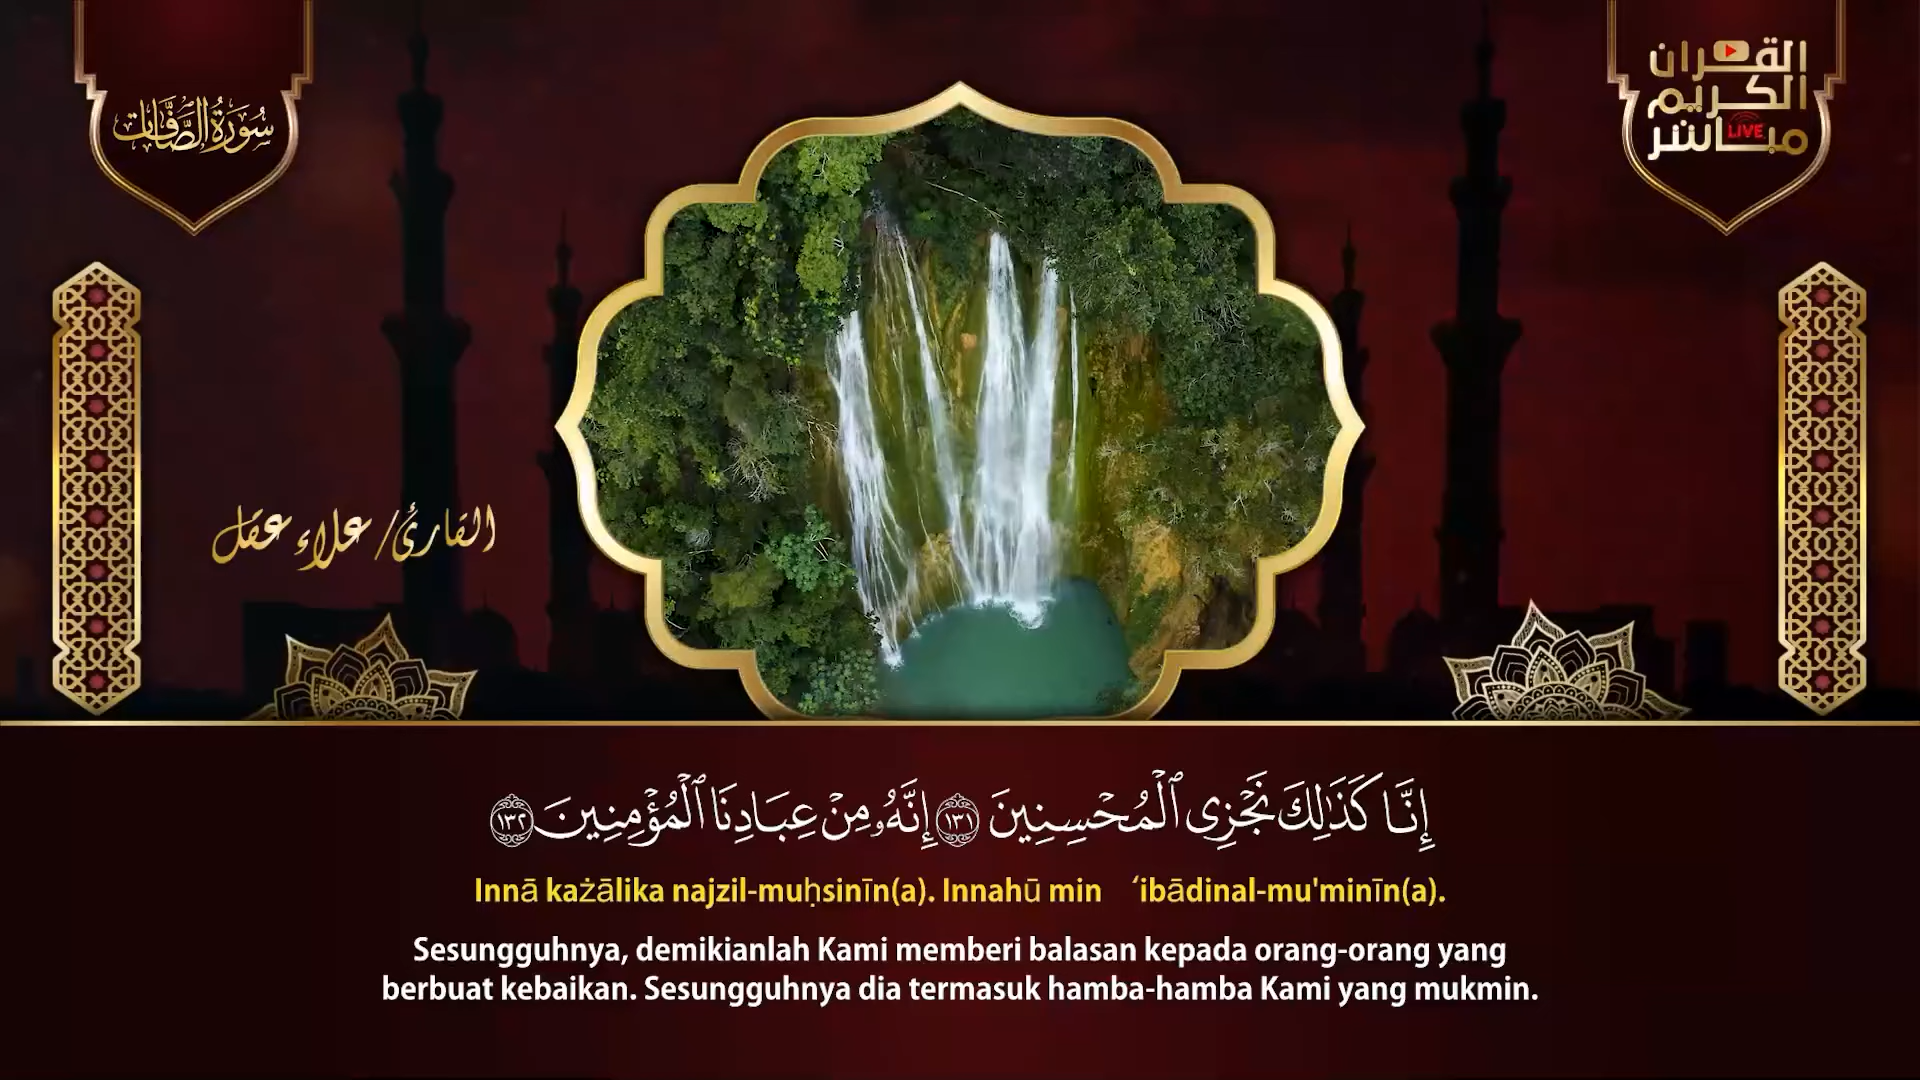 سُورَةُ الصَّافَّات
القرآن
الكريم
مباشر
LIVE
القارئ/ علاء عقل
إِنَّا كَذَٰلِكَ نَجْزِى ٱلْمُحْسِنِينَ ١٣١ إِنَّهُۥ مِنْ عِبَادِنَا ٱلْمُؤْمِنِينَ ١٣٢
Innā każālika najzil-muḥsinīn(a). Innahū min ‘ibādinal-mu'minīn(a).
Sesungguhnya, demikianlah Kami memberi balasan kepada orang-orang yang
berbuat kebaikan. Sesungguhnya dia termasuk hamba-hamba Kami yang mukmin.